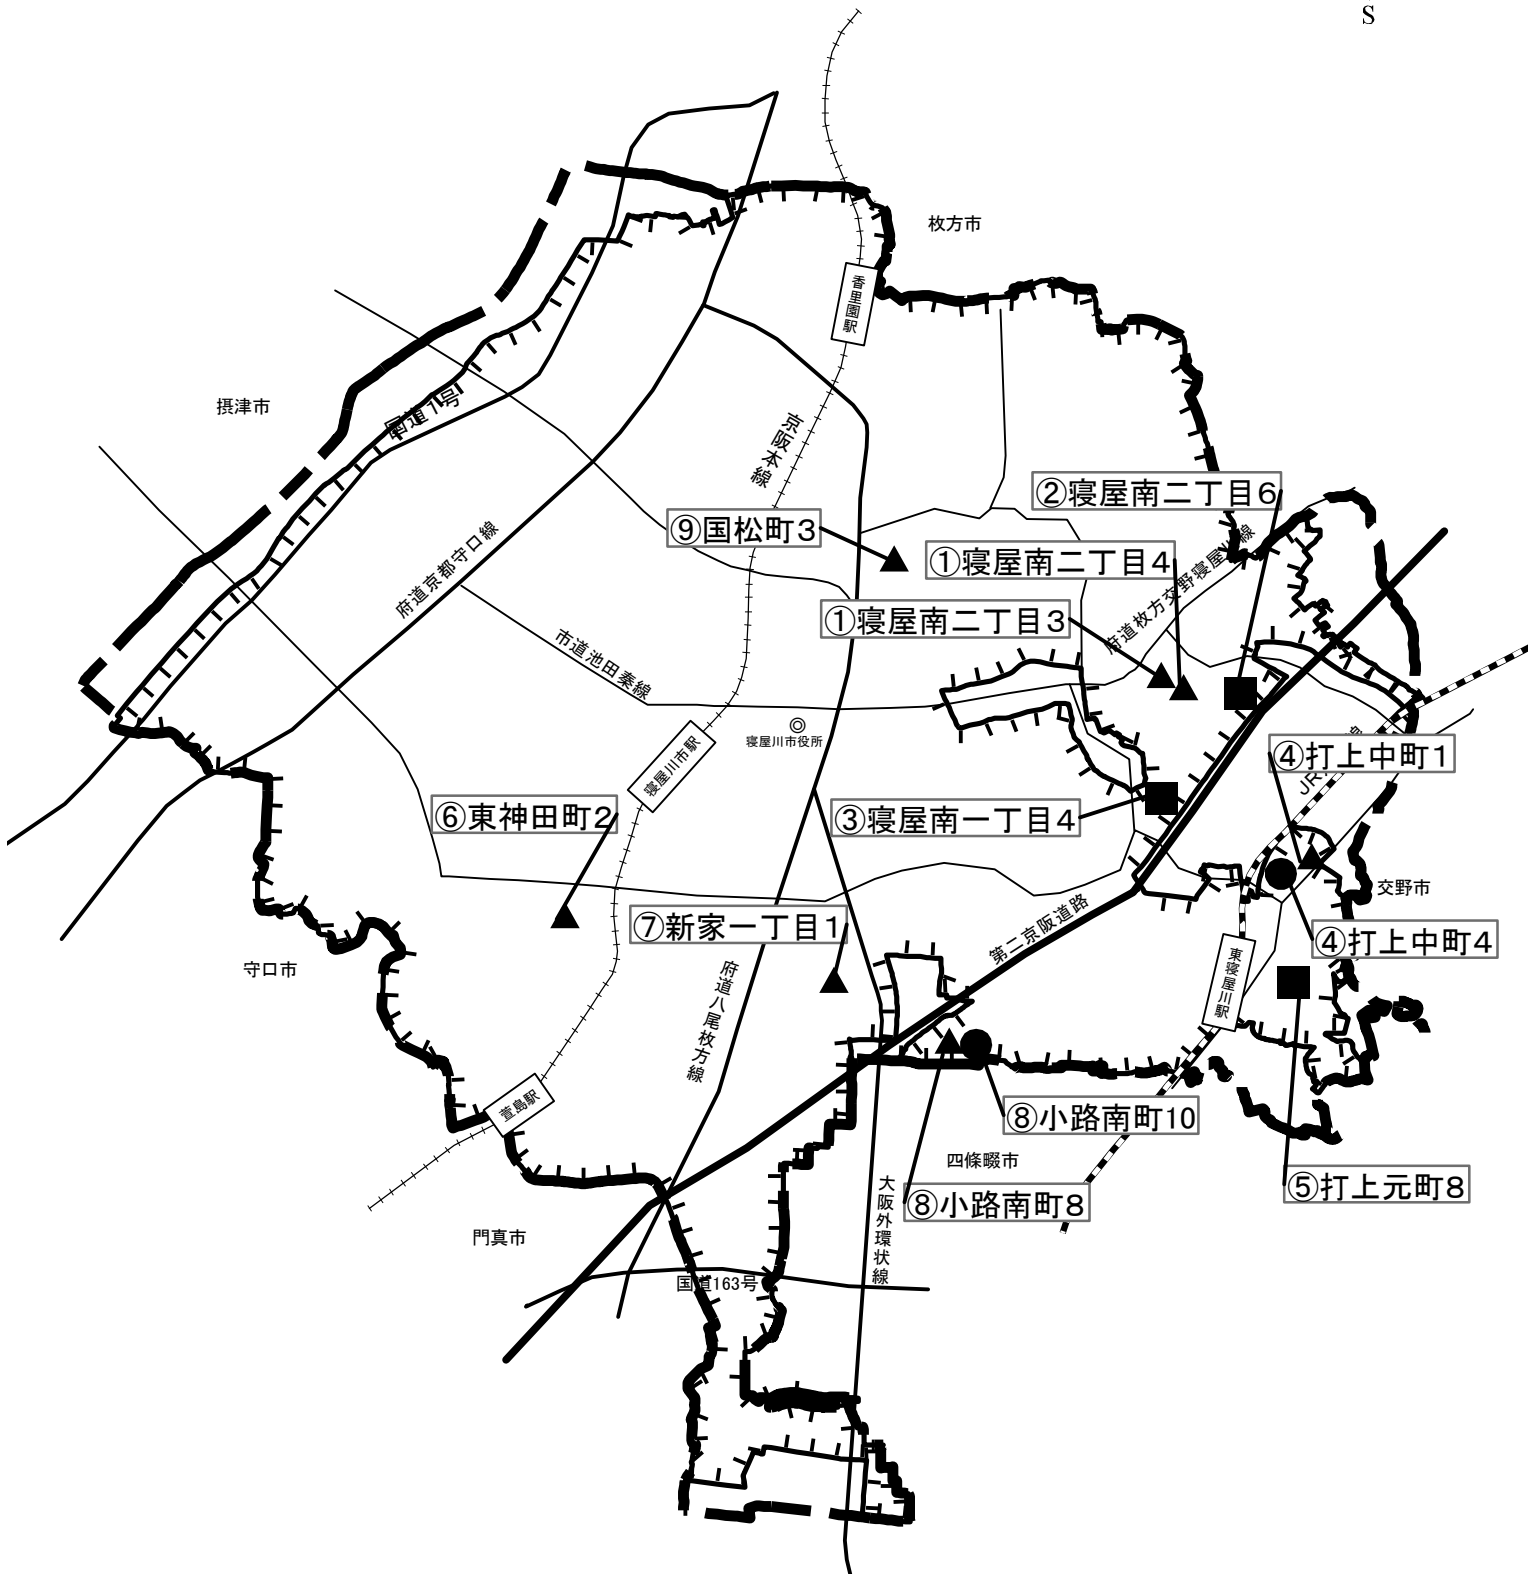 S
枚方市
香里園駅
摂津市
国道1号
京阪本線
②寝屋南二丁目6
⑨国松町3
①寝屋南二丁目4
府道枚方交野寝屋川線
府道京都守口線
①寝屋南二丁目3
市道池田秦線
寝屋川市役所
寝屋川市駅
④打上中町1
JR
線
⑥東神田町2
③寝屋南一丁目4
交野市
⑦新家一丁目1
第二京阪道路
④打上中町4
守口市
府道八尾枚方線
東寝屋川駅
萱島駅
⑧小路南町10
四條畷市
⑤打上元町8
⑧小路南町8
大阪外環状線
門真市
国道163号